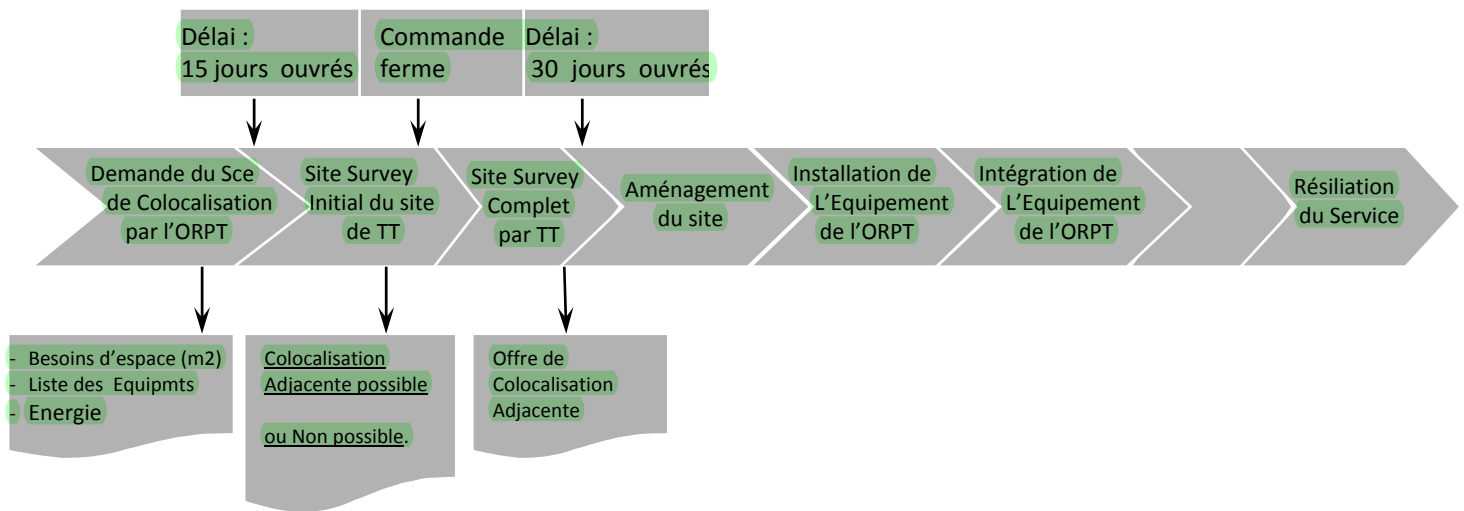 Délai :
15 jours ouvrés
Commande
ferme
Délai :
30 jours ouvrés
Demande du Sce
de Colocalisation
par l’ORPT
Site Survey
Initial du site
de TT
Site Survey
Complet
par TT
Aménagement
du site
Installation de
L’Equipement
de l’ORPT
Intégration de
L’Equipement
de l’ORPT
Résiliation
du Service
- Besoins d’espace (m2)
- Liste des Equipmts
- Energie
Colocalisation
Adjacente possible
ou Non possible.
Offre de
Colocalisation
Adjacente